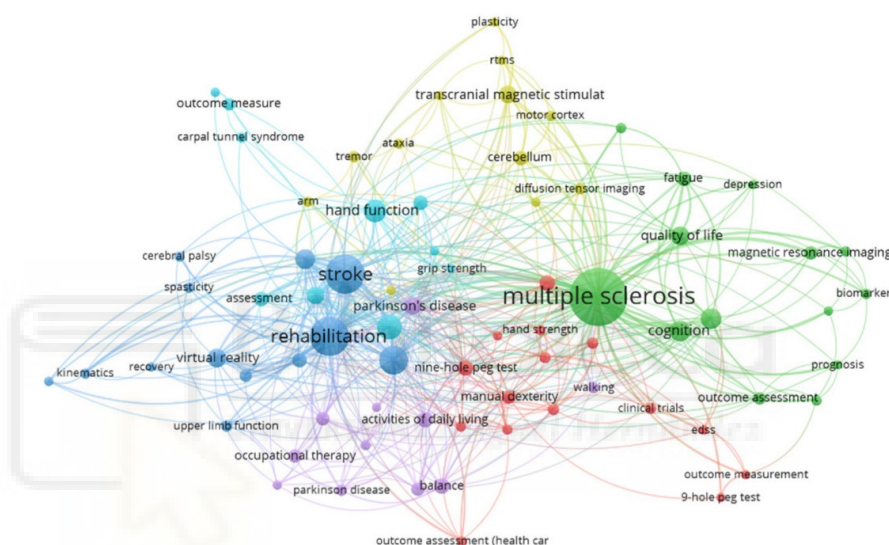 plasticity
rtms
transcranial magnetic stimulat
motor cortex
outcome measure
carpal tunnel syndrome
ataxia
tremor
cerebellum
diffusion tensor imaging
fatigue
depression
arm
hand function
quality of life
magnetic resonance imaging
cerebral palsy
stroke
grip strength
spasticity
assessment
parkinson's disease
multiple sclerosis
biomarker
rehabilitation
hand strength
cognition
virtual reality
kinematics
recovery
nine-hole peg test
prognosis
walking
manual dexterity
clinical trials
outcome assessment
upper limb function
activities of daily living
edss
occupational therapy
parkinson disease
balance
outcome measurement
9-hole peg test
outcome assessment (health car